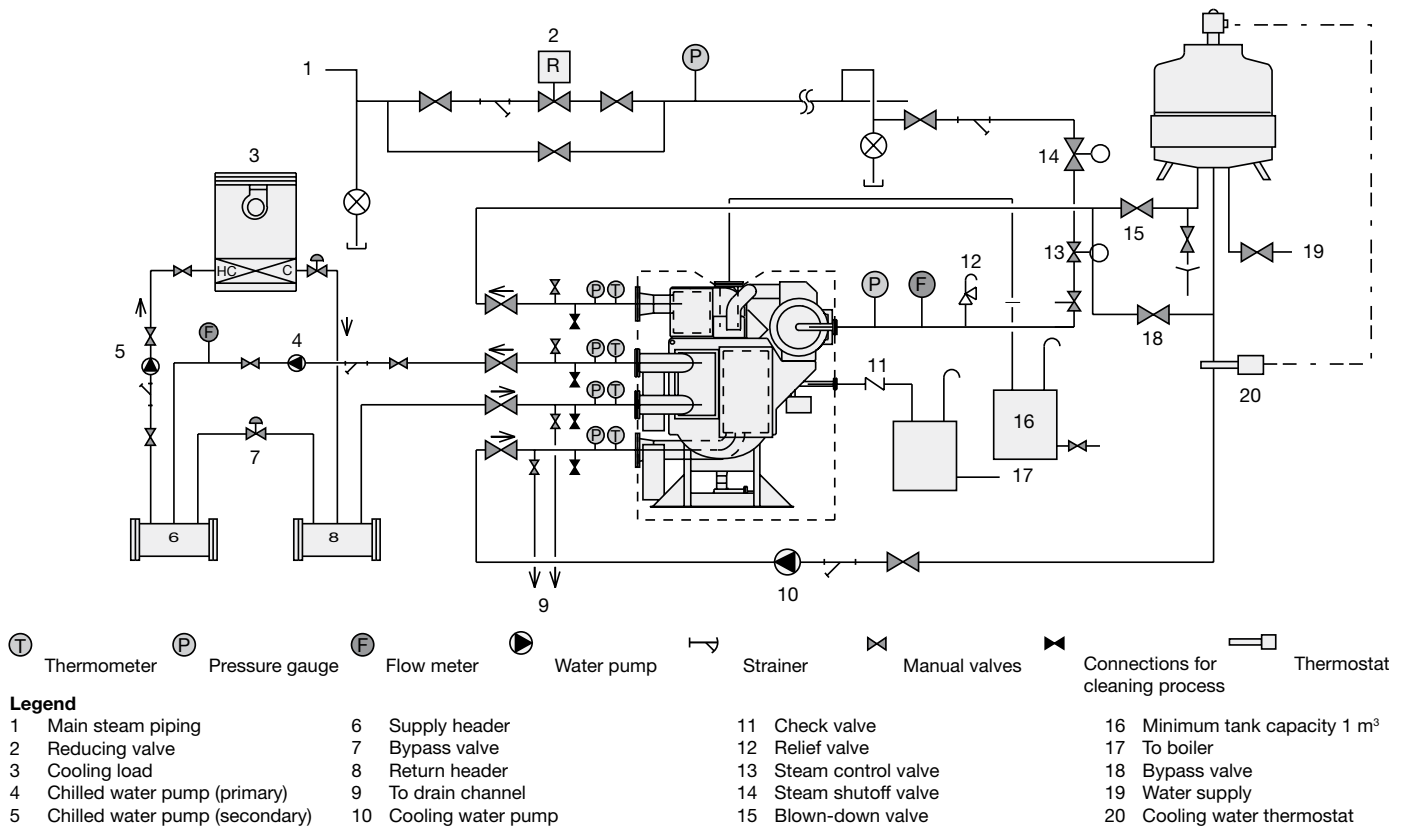 1
2
R
P
3
HC
C
14
15
19
13
12
P
F
18
20
5
F
4
P T
P T
P T
P T
11
16
17
7
6
8
9
10
T Thermometer
P Pressure gauge
F Flow meter
Water pump
Strainer
Manual valves
Connections for
cleaning process
Thermostat
Legend
1 Main steam piping
2 Reducing valve
3 Cooling load
4 Chilled water pump (primary)
5 Chilled water pump (secondary)
6 Supply header
7 Bypass valve
8 Return header
9 To drain channel
10 Cooling water pump
11 Check valve
12 Relief valve
13 Steam control valve
14 Steam shutoff valve
15 Blown-down valve
16 Minimum tank capacity 1 m³
17 To boiler
18 Bypass valve
19 Water supply
20 Cooling water thermostat